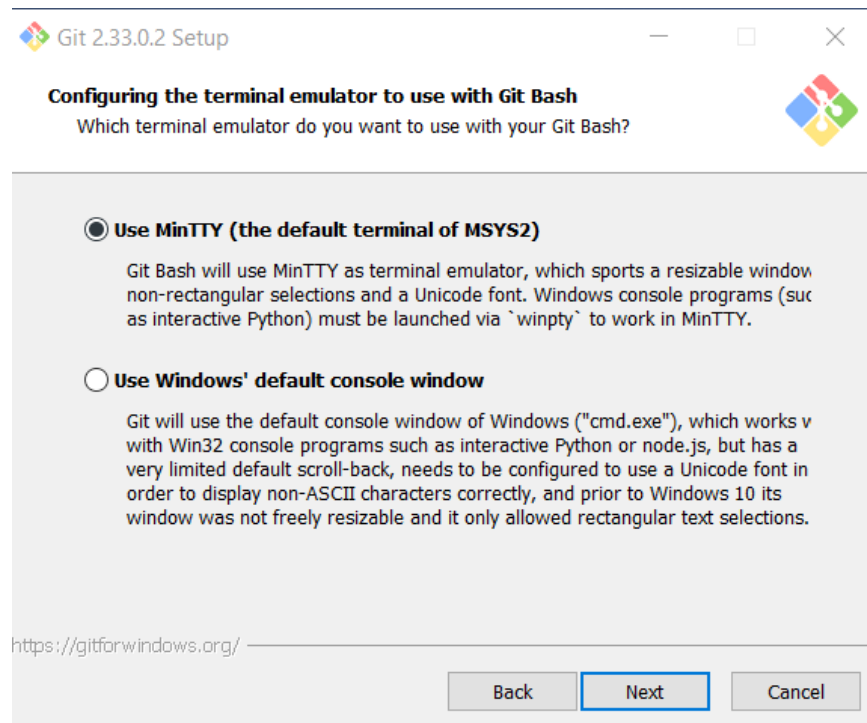 Git 2.33.0.2 Setup
Configuring the terminal emulator to use with Git Bash
Which terminal emulator do you want to use with your Git Bash?
Use MinTTY (the default terminal of MSYS2)
Git Bash will use MinTTY as terminal emulator, which sports a resizable window
non-rectangular selections and a Unicode font. Windows console programs (suc
as interactive Python) must be launched via `winpty` to work in MinTTY.
Use Windows' default console window
Git will use the default console window of Windows ("cmd.exe"), which works w
with Win32 console programs such as interactive Python or node.js, but has a
very limited default scroll-back, needs to be configured to use a Unicode font in
order to display non-ASCII characters correctly, and prior to Windows 10 its
window was not freely resizable and it only allowed rectangular text selections.
https://gitforwindows.org/
Back Next Cancel